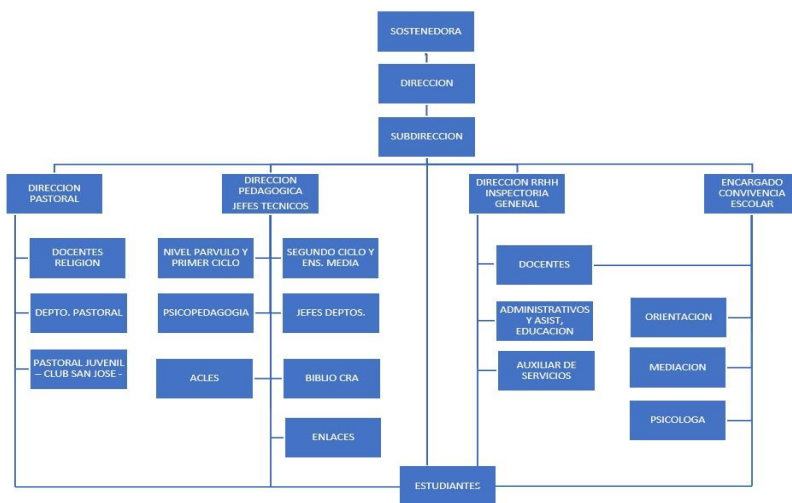 SOSTENEDORA
DIRECCION
SUBDIRECCION
DIRECCION
PASTORAL
DIRECCION
PEDAGOGICA
JEFES TECNICOS
DIRECCION RRHH
INSPECTORIA
GENERAL
ENCARGADO
CONVIVENCIA
ESCOLAR
DOCENTES
RELIGION
DEPTO. PASTORAL
PASTORAL JUVENIL
– CLUB SAN JOSE -
NIVEL PARVULO Y
PRIMER CICLO
SEGUNDO CICLO Y
ENS. MEDIA
PSICOPEDAGOGIA
JEFES DEPTOS.
ACLES
BIBLIO CRA
ENLACES
DOCENTES
ADMINISTRATIVOS
Y ASIST, EDUCACION
AUXILIAR DE
SERVICIOS
ORIENTACION
MEDIACION
PSICOLOGA
ESTUDIANTES